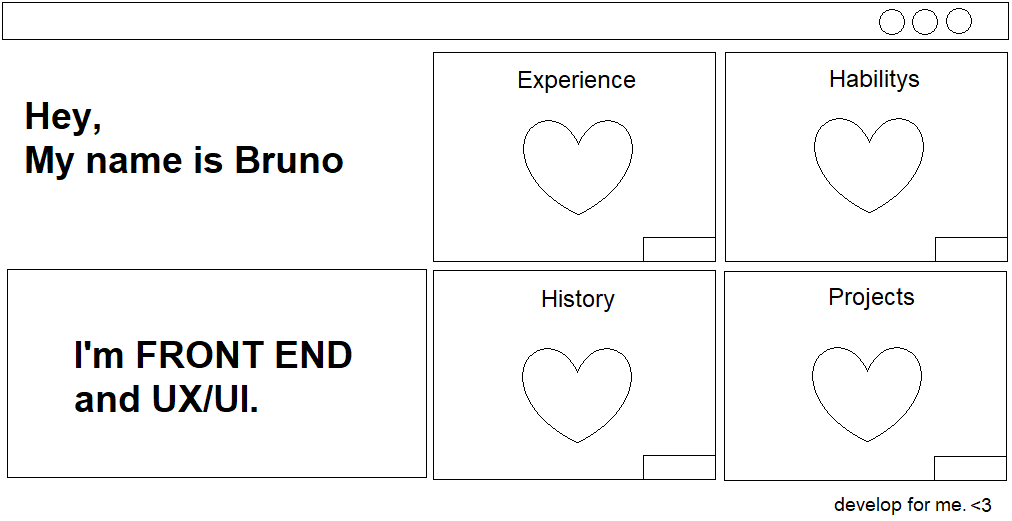 Hey,
My name is Bruno
Experience
Habilitys
I'm FRONT END
and UX/UI.
History
Projects
develop for me. <3